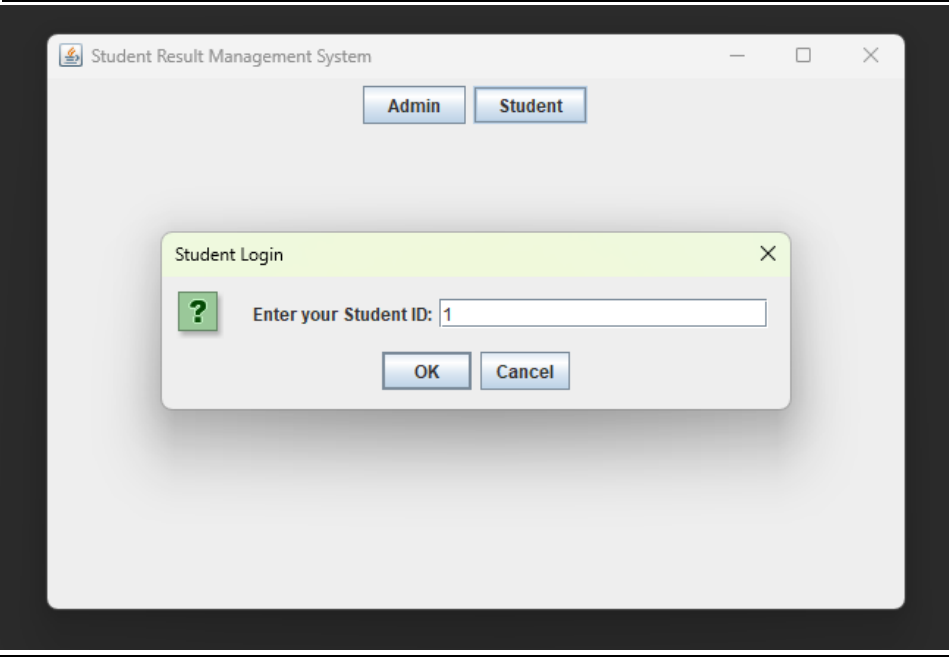 Student Result Management System
Admin Student
Student Login
? Enter your Student ID: 1
OK Cancel